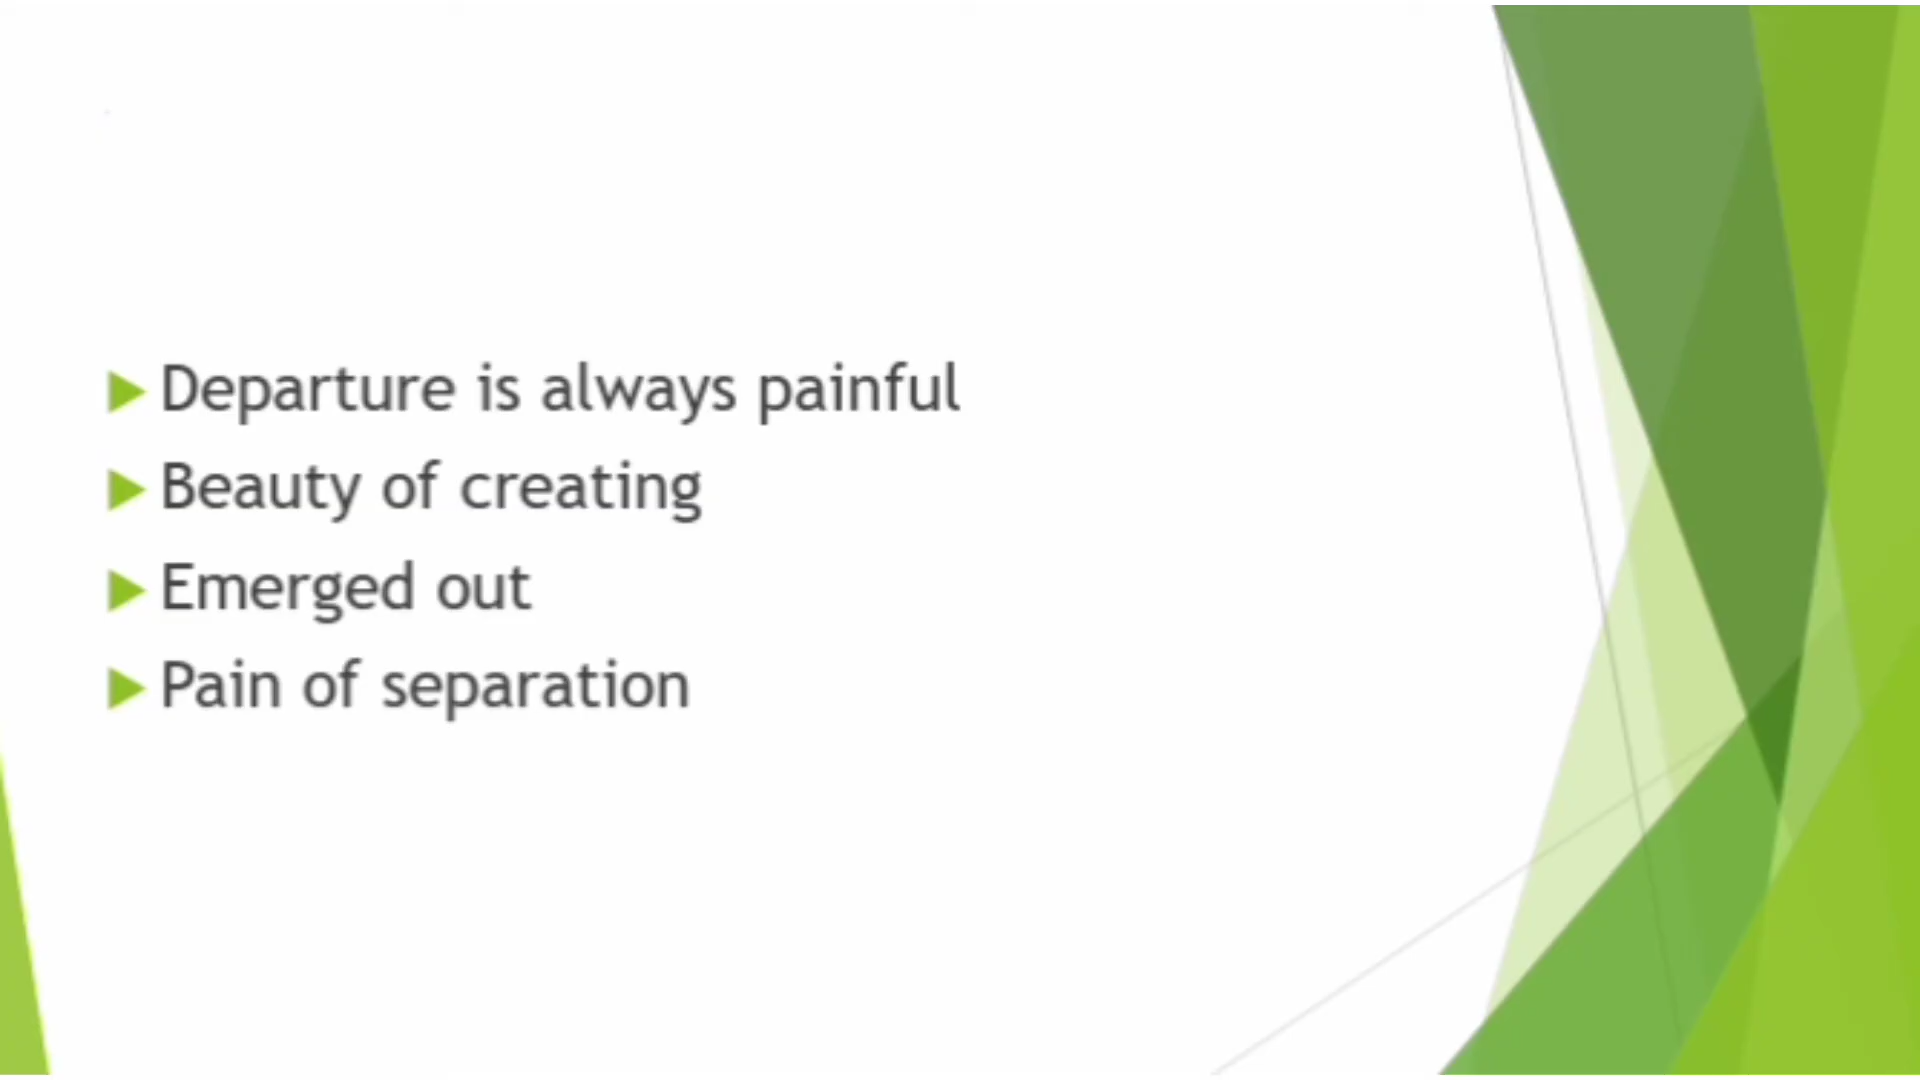 Departure is always painful
Beauty of creating
Emerged out
Pain of separation